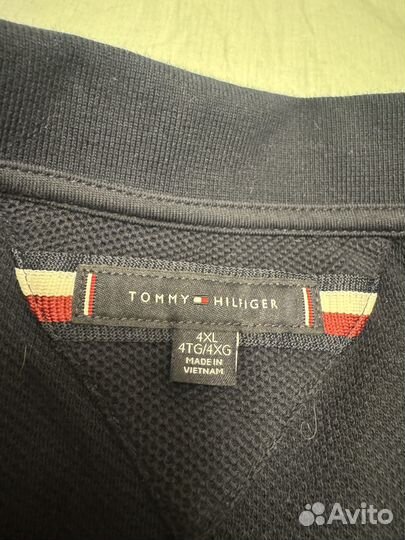 TOMMY HILFIGER
4XL
4TG/4XG
MADE IN
VIETNAM
Avito